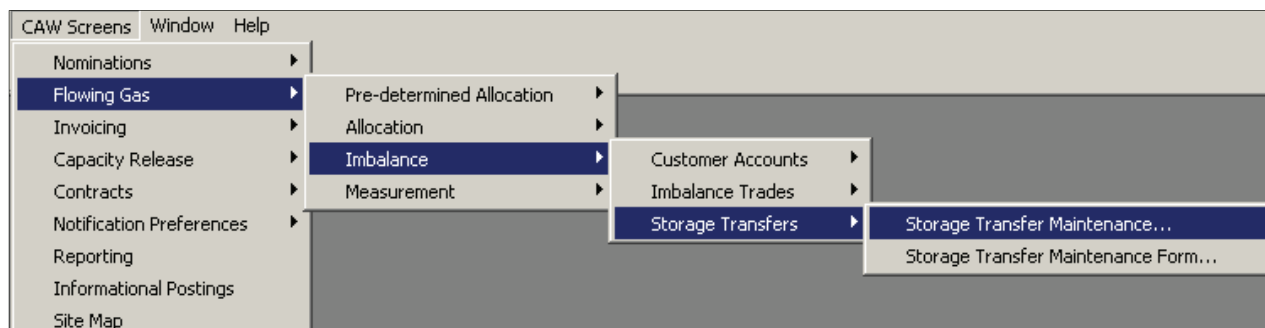 CAW Screens Window Help
Nominations
Flowing Gas
Invoicing
Capacity Release
Contracts
Notification Preferences
Reporting
Informational Postings
Site Map
Pre-determined Allocation
Allocation
Imbalance
Measurement
Customer Accounts
Imbalance Trades
Storage Transfers
Storage Transfer Maintenance...
Storage Transfer Maintenance Form...